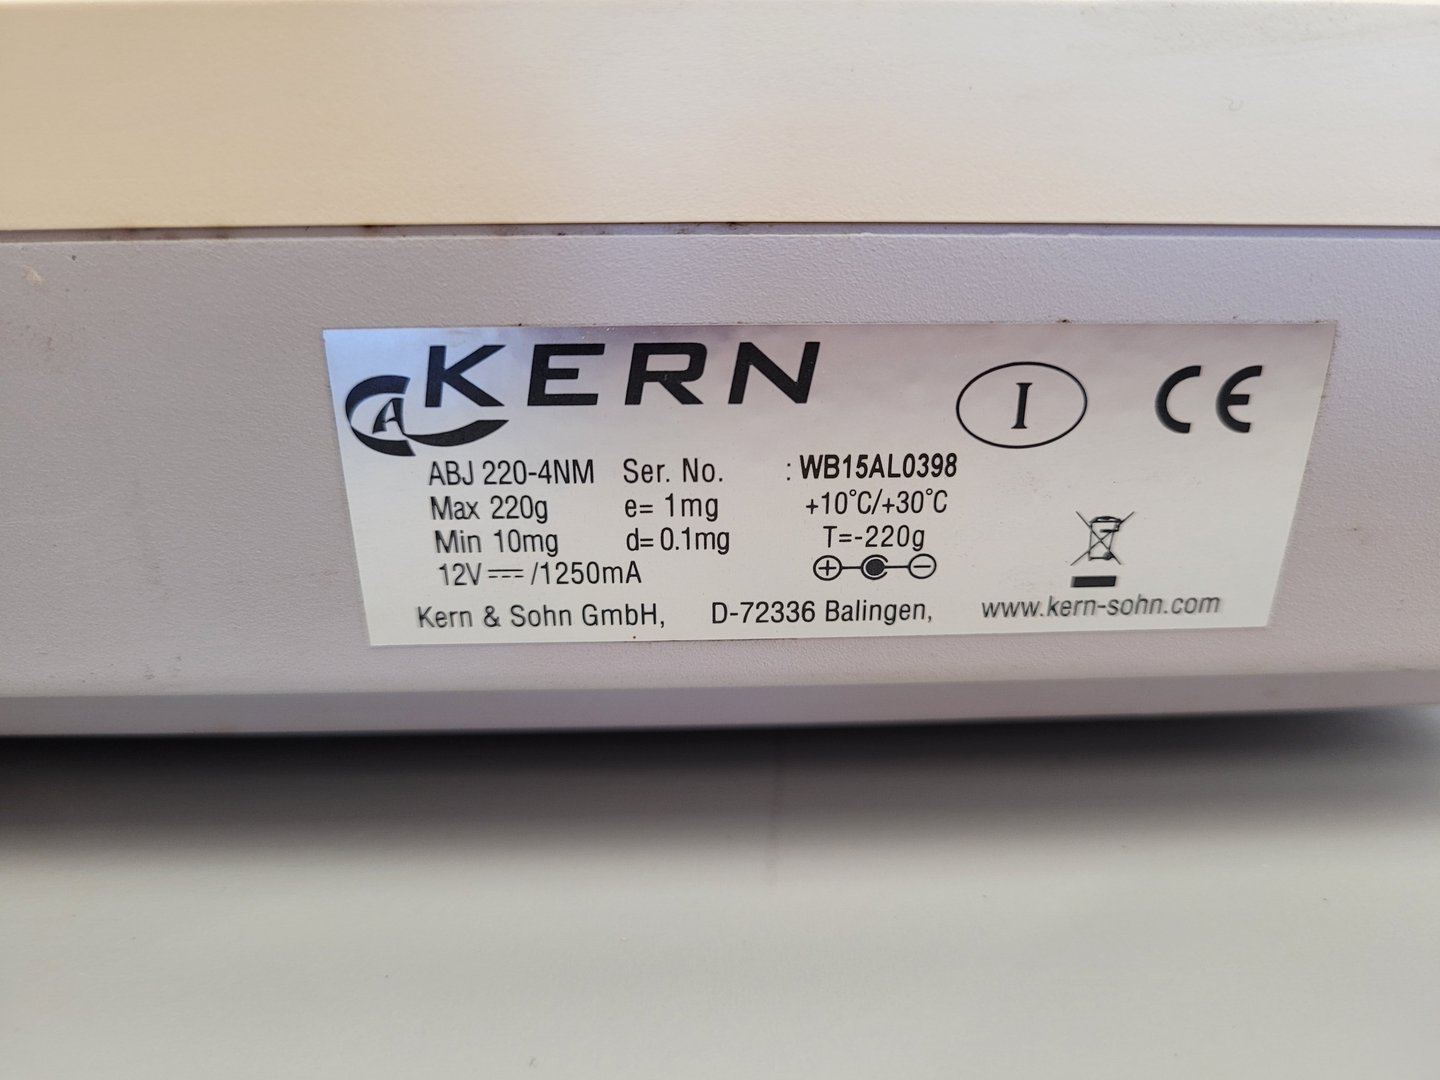 KERN
I
CE
ABJ 220-4NM Ser. No. : WB15AL0398
Max 220g e= 1mg +10°C/+30°C
Min 10mg d= 0.1mg T=-220g
12V⎓/1250mA
Kern & Sohn GmbH, D-72336 Balingen, www.kern-sohn.com